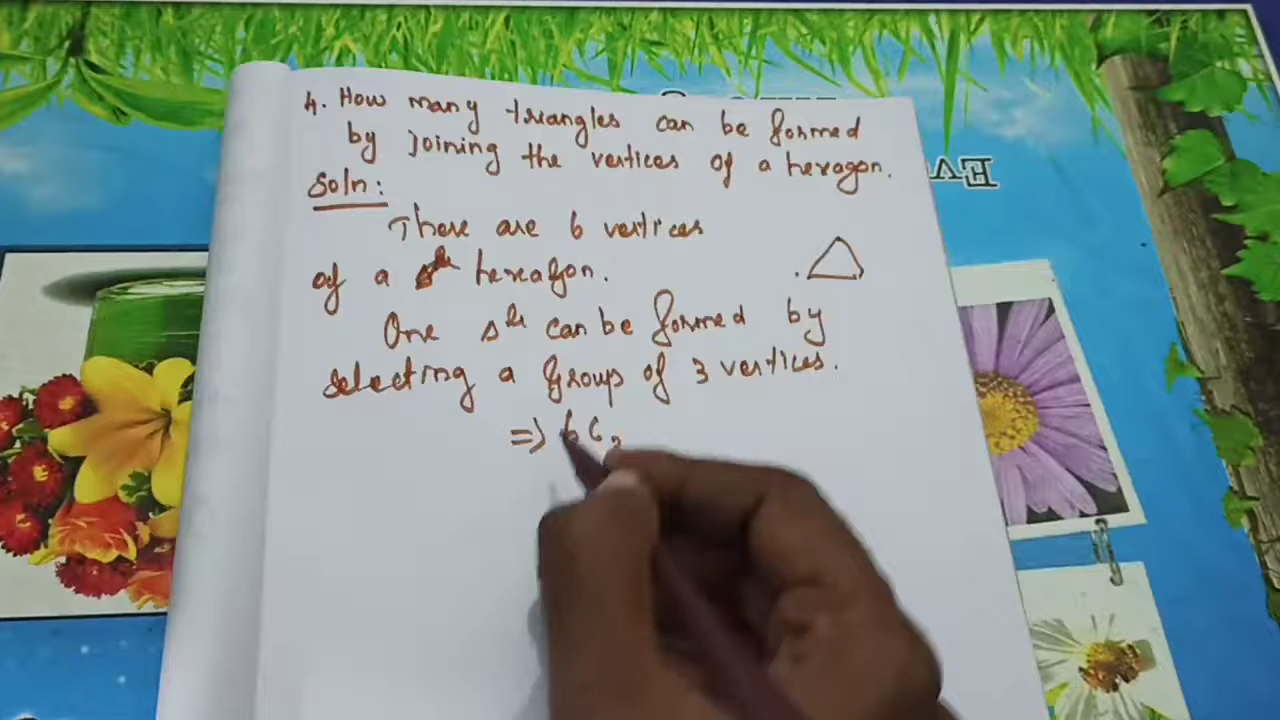 4. How many triangles can be formed
by joining the vertices of a hexagon.
Soln:
There are 6 vertices
of a hexagon.
One Δle can be formed by
selecting a group of 3 vertices.
⇒ 6C3